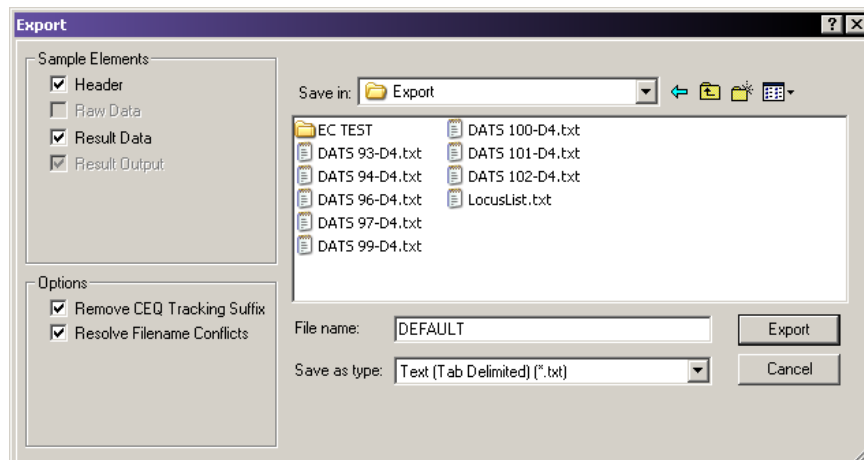 Export
Sample Elements
Header
Raw Data
Result Data
Result Output
Options
Remove CEQ Tracking Suffix
Resolve Filename Conflicts
Save in: Export
EC TEST
DATS 93-D4.txt
DATS 94-D4.txt
DATS 96-D4.txt
DATS 97-D4.txt
DATS 99-D4.txt
DATS 100-D4.txt
DATS 101-D4.txt
DATS 102-D4.txt
LocusList.txt
File name: DEFAULT
Export
Save as type: Text (Tab Delimited) (*.txt)
Cancel